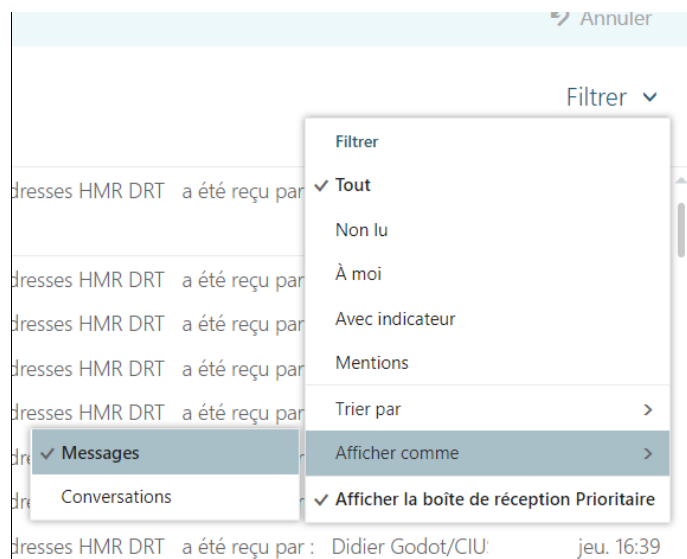 Annuler
Filtrer
Filtrer
Tout
dresses HMR DRT a été reçu par
Non lu
À moi
dresses HMR DRT a été reçu par
Avec indicateur
dresses HMR DRT a été reçu par
Mentions
dresses HMR DRT a été reçu par
Trier par
dresses HMR DRT a été reçu par
Afficher comme
Messages
Conversations
Afficher la boîte de réception Prioritaire
dresses HMR DRT a été reçu par : Didier Godot/CIU jeu. 16:39